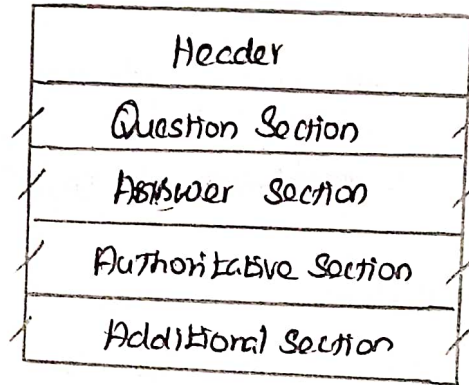 Header
Question Section
Answer Section
Authoritative Section
Additional Section